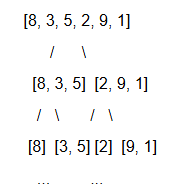 [8, 3, 5, 2, 9, 1]
/ \
[8, 3, 5] [2, 9, 1]
/ \ / \
[8] [3, 5] [2] [9, 1]
... ...